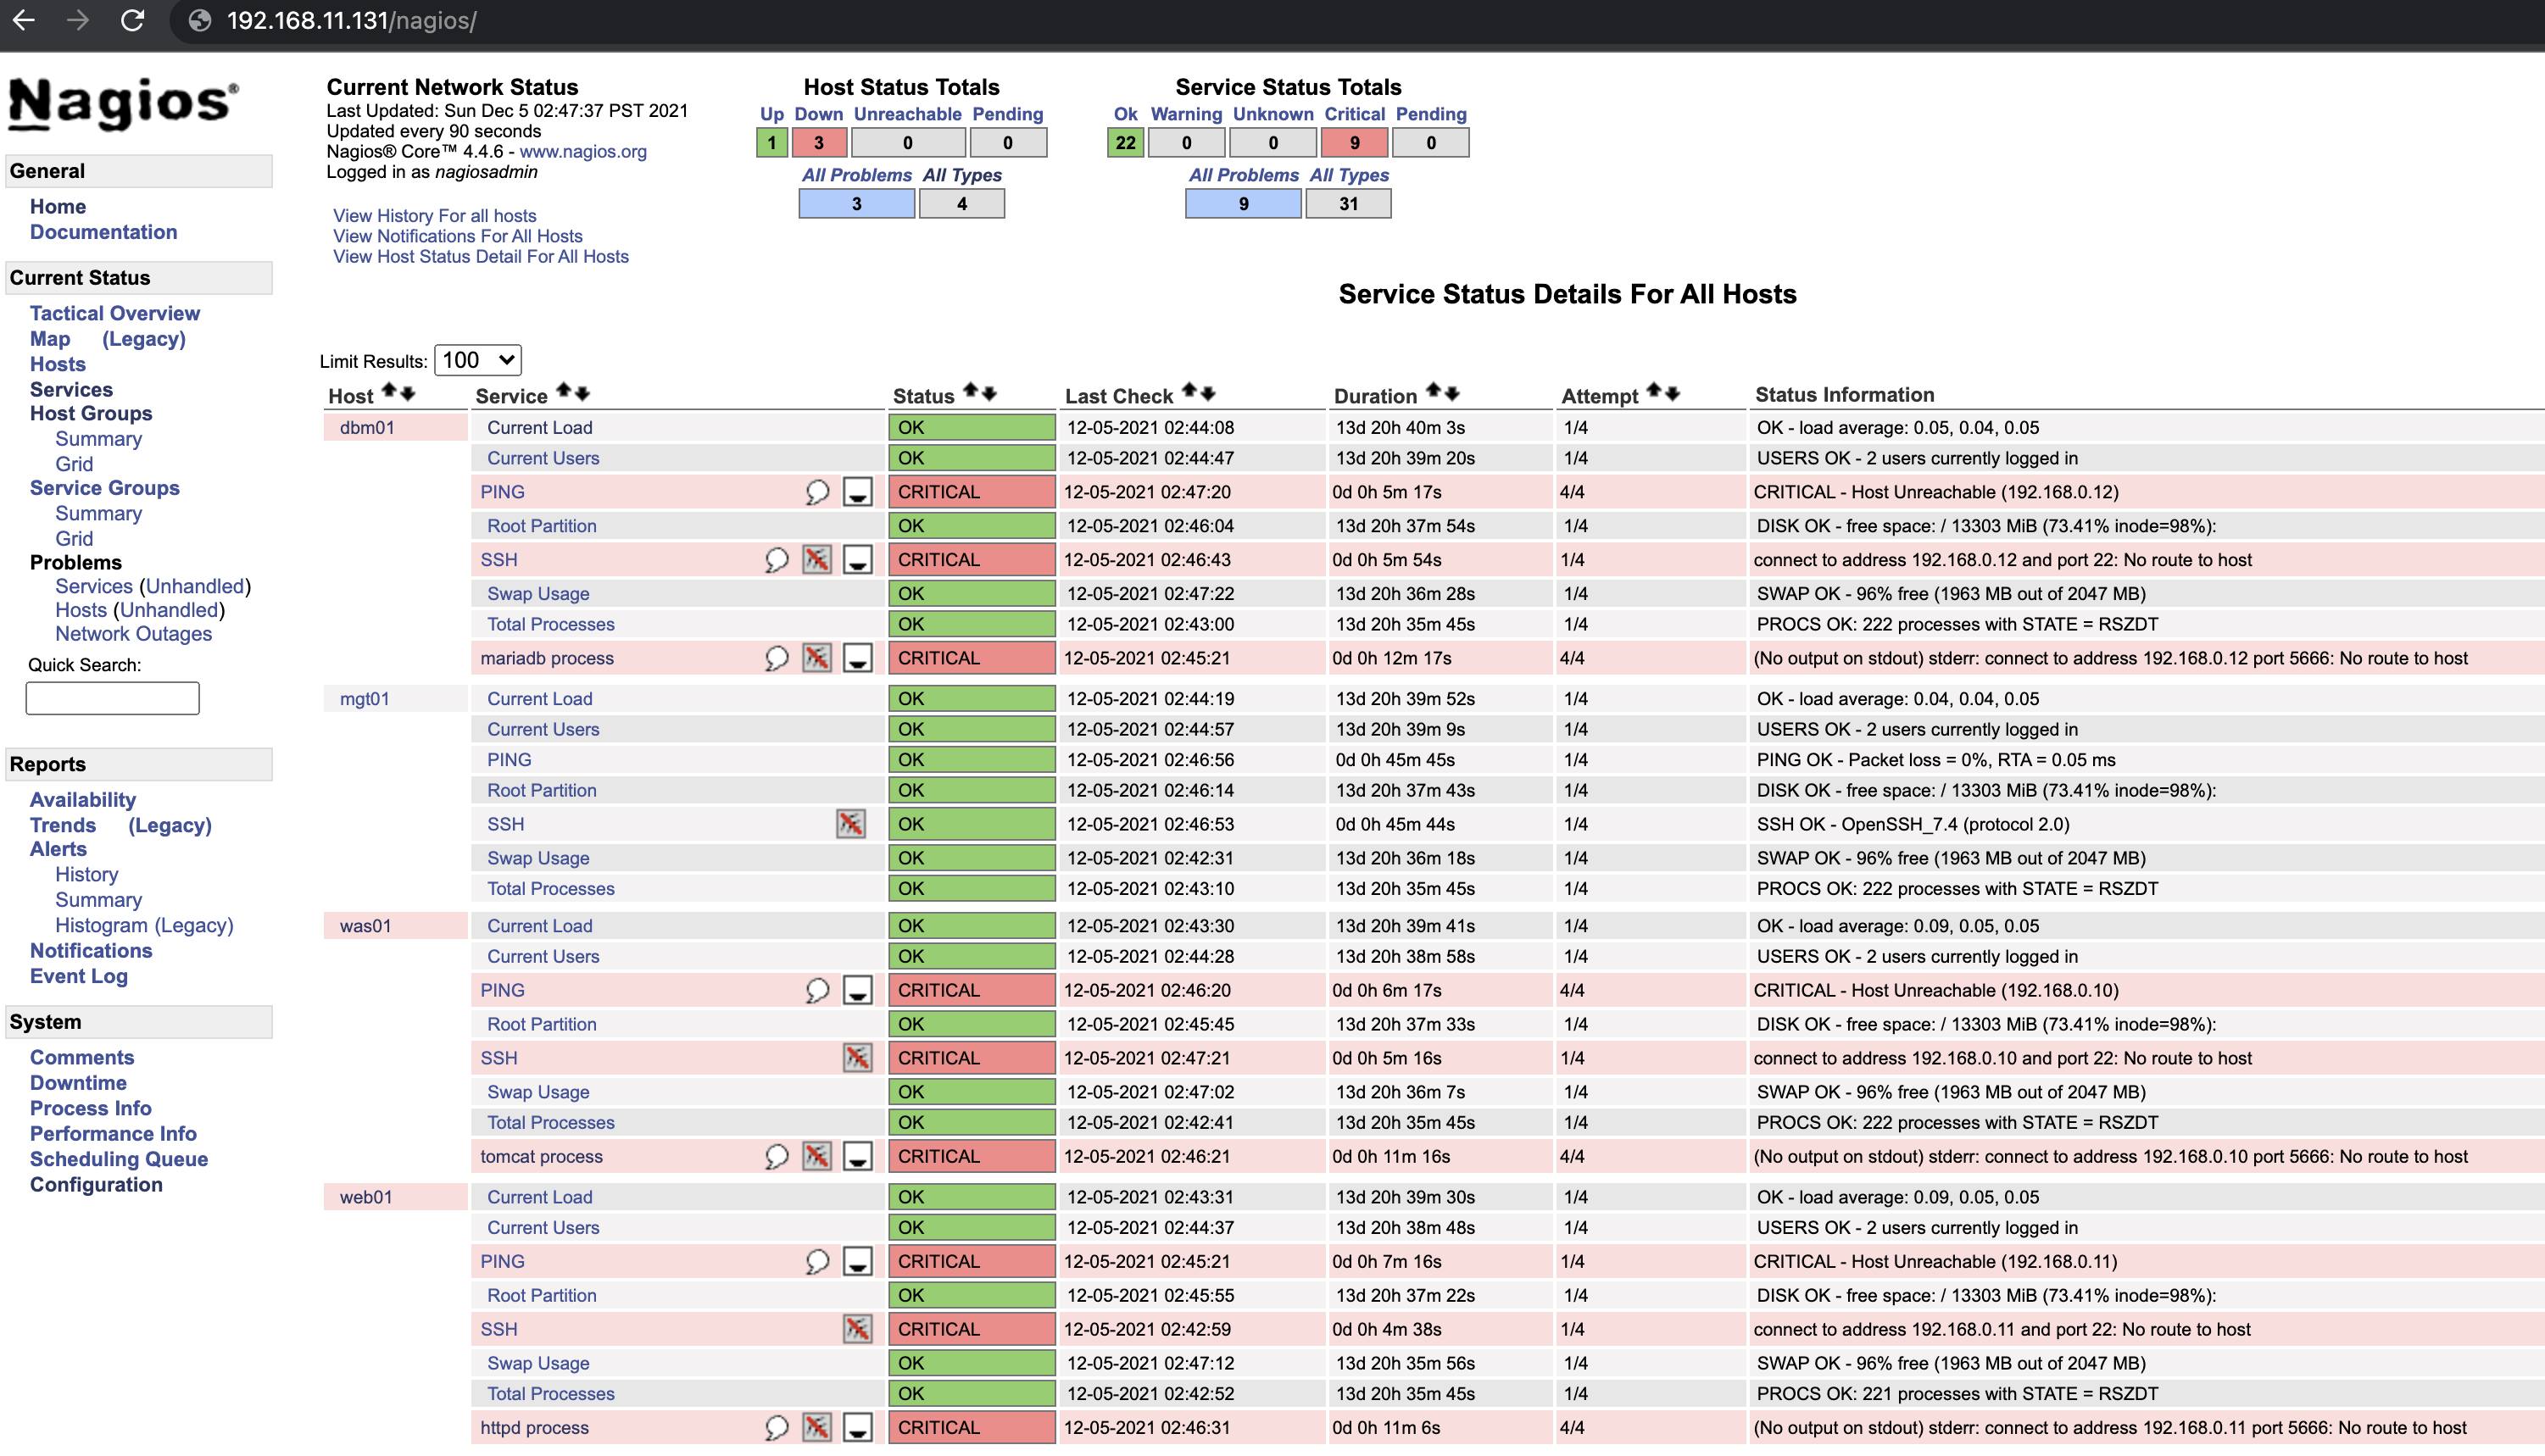 192.168.11.131/nagios/
Nagios®
General
Home
Documentation
Current Status
Tactical Overview
Map (Legacy)
Hosts
Services
Host Groups
Summary
Grid
Service Groups
Summary
Grid
Problems
Services (Unhandled)
Hosts (Unhandled)
Network Outages
Quick Search:
Reports
Availability
Trends (Legacy)
Alerts
History
Summary
Histogram (Legacy)
Notifications
Event Log
System
Comments
Downtime
Process Info
Performance Info
Scheduling Queue
Configuration
Current Network Status
Last Updated: Sun Dec 5 02:47:37 PST 2021
Updated every 90 seconds
Nagios® Core™ 4.4.6 - www.nagios.org
Logged in as nagiosadmin
View History For all hosts
View Notifications For All Hosts
View Host Status Detail For All Hosts
Host Status Totals
Up Down Unreachable Pending
1 3 0 0
All Problems All Types
3 4
Service Status Totals
Ok Warning Unknown Critical Pending
22 0 0 9 0
All Problems All Types
9 31
Service Status Details For All Hosts
Limit Results: 100
Host Service Status Last Check Duration Attempt Status Information
dbm01 Current Load OK 12-05-2021 02:44:08 13d 20h 40m 3s 1/4 OK - load average: 0.05, 0.04, 0.05
Current Users OK 12-05-2021 02:44:47 13d 20h 39m 20s 1/4 USERS OK - 2 users currently logged in
PING CRITICAL 12-05-2021 02:47:20 0d 0h 5m 17s 4/4 CRITICAL - Host Unreachable (192.168.0.12)
Root Partition OK 12-05-2021 02:46:04 13d 20h 37m 54s 1/4 DISK OK - free space: / 13303 MiB (73.41% inode=98%):
SSH CRITICAL 12-05-2021 02:46:43 0d 0h 5m 54s 1/4 connect to address 192.168.0.12 and port 22: No route to host
Swap Usage OK 12-05-2021 02:47:22 13d 20h 36m 28s 1/4 SWAP OK - 96% free (1963 MB out of 2047 MB)
Total Processes OK 12-05-2021 02:43:00 13d 20h 35m 45s 1/4 PROCS OK: 222 processes with STATE = RSZDT
mariadb process CRITICAL 12-05-2021 02:45:21 0d 0h 12m 17s 4/4 (No output on stdout) stderr: connect to address 192.168.0.12 port 5666: No route to host
mgt01 Current Load OK 12-05-2021 02:44:19 13d 20h 39m 52s 1/4 OK - load average: 0.04, 0.04, 0.05
Current Users OK 12-05-2021 02:44:57 13d 20h 39m 9s 1/4 USERS OK - 2 users currently logged in
PING OK 12-05-2021 02:46:56 0d 0h 45m 45s 1/4 PING OK - Packet loss = 0%, RTA = 0.05 ms
Root Partition OK 12-05-2021 02:46:14 13d 20h 37m 43s 1/4 DISK OK - free space: / 13303 MiB (73.41% inode=98%):
SSH OK 12-05-2021 02:46:53 0d 0h 45m 44s 1/4 SSH OK - OpenSSH_7.4 (protocol 2.0)
Swap Usage OK 12-05-2021 02:42:31 13d 20h 36m 18s 1/4 SWAP OK - 96% free (1963 MB out of 2047 MB)
Total Processes OK 12-05-2021 02:43:10 13d 20h 35m 45s 1/4 PROCS OK: 222 processes with STATE = RSZDT
was01 Current Load OK 12-05-2021 02:43:30 13d 20h 39m 41s 1/4 OK - load average: 0.09, 0.05, 0.05
Current Users OK 12-05-2021 02:44:28 13d 20h 38m 58s 1/4 USERS OK - 2 users currently logged in
PING CRITICAL 12-05-2021 02:46:20 0d 0h 6m 17s 4/4 CRITICAL - Host Unreachable (192.168.0.10)
Root Partition OK 12-05-2021 02:45:45 13d 20h 37m 33s 1/4 DISK OK - free space: / 13303 MiB (73.41% inode=98%):
SSH CRITICAL 12-05-2021 02:47:21 0d 0h 5m 16s 1/4 connect to address 192.168.0.10 and port 22: No route to host
Swap Usage OK 12-05-2021 02:47:02 13d 20h 36m 7s 1/4 SWAP OK - 96% free (1963 MB out of 2047 MB)
Total Processes OK 12-05-2021 02:42:41 13d 20h 35m 45s 1/4 PROCS OK: 222 processes with STATE = RSZDT
tomcat process CRITICAL 12-05-2021 02:46:21 0d 0h 11m 16s 4/4 (No output on stdout) stderr: connect to address 192.168.0.10 port 5666: No route to host
web01 Current Load OK 12-05-2021 02:43:31 13d 20h 39m 30s 1/4 OK - load average: 0.09, 0.05, 0.05
Current Users OK 12-05-2021 02:44:37 13d 20h 38m 48s 1/4 USERS OK - 2 users currently logged in
PING CRITICAL 12-05-2021 02:45:21 0d 0h 7m 16s 1/4 CRITICAL - Host Unreachable (192.168.0.11)
Root Partition OK 12-05-2021 02:45:55 13d 20h 37m 22s 1/4 DISK OK - free space: / 13303 MiB (73.41% inode=98%):
SSH CRITICAL 12-05-2021 02:42:59 0d 0h 4m 38s 1/4 connect to address 192.168.0.11 and port 22: No route to host
Swap Usage OK 12-05-2021 02:47:12 13d 20h 35m 56s 1/4 SWAP OK - 96% free (1963 MB out of 2047 MB)
Total Processes OK 12-05-2021 02:42:52 13d 20h 35m 45s 1/4 PROCS OK: 221 processes with STATE = RSZDT
httpd process CRITICAL 12-05-2021 02:46:31 0d 0h 11m 6s 4/4 (No output on stdout) stderr: connect to address 192.168.0.11 port 5666: No route to host